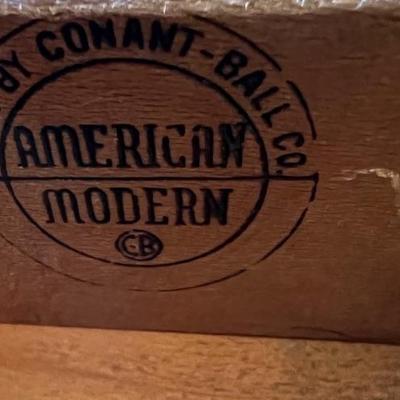 BY CONANT-BALL CO.
AMERICAN
MODERN
CB